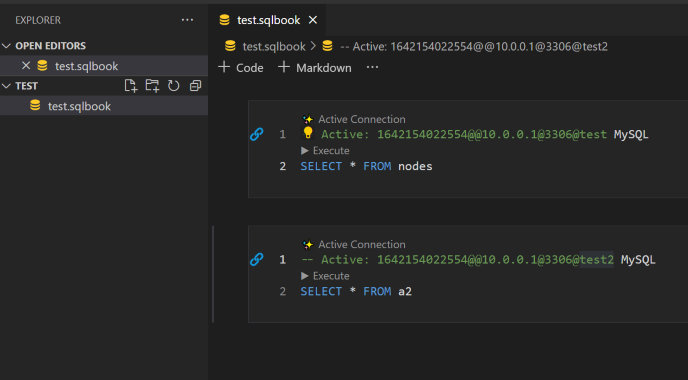 EXPLORER
OPEN EDITORS
test.sqlbook
TEST
test.sqlbook
test.sqlbook
test.sqlbook > -- Active: 1642154022554@@10.0.0.1@3306@test2
+ Code + Markdown ...
Active Connection
1 Active: 1642154022554@@10.0.0.1@3306@test MySQL
Execute
2 SELECT * FROM nodes
Active Connection
1 -- Active: 1642154022554@@10.0.0.1@3306@test2 MySQL
Execute
2 SELECT * FROM a2